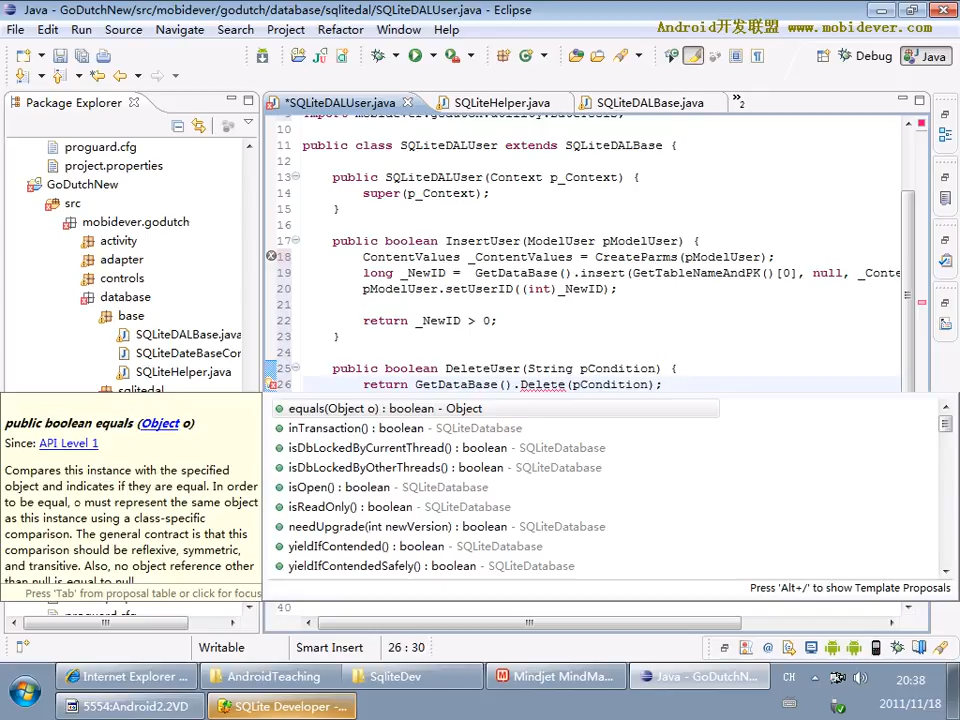 Java - GoDutchNew/src/mobidever/godutch/database/sqlitedal/SQLiteDALUser.java - Eclipse
File Edit Run Source Navigate Search Project Refactor Window Help
Android开发联盟 www.mobidever.com
Debug Java
Package Explorer
*SQLiteDALUser.java SQLiteHelper.java SQLiteDALBase.java »2
proguard.cfg
project.properties
GoDutchNew
src
mobidever.godutch
activity
adapter
controls
database
base
SQLiteDALBase.java
SQLiteDateBaseCor
SQLiteHelper.java
sqlitedal
10
11 public class SQLiteDALUser extends SQLiteDALBase {
12
13 public SQLiteDALUser(Context p_Context) {
14 super(p_Context);
15 }
16
17 public boolean InsertUser(ModelUser pModelUser) {
18 ContentValues _ContentValues = CreateParms(pModelUser);
19 long _NewID = GetDataBase().insert(GetTableNameAndPK()[0], null, _Conte
20 pModelUser.setUserID((int)_NewID);
21
22 return _NewID > 0;
23 }
24
25 public boolean DeleteUser(String pCondition) {
26 return GetDataBase().Delete(pCondition);
public boolean equals (Object o)
Since: API Level 1
Compares this instance with the specified
object and indicates if they are equal. In order
to be equal, o must represent the same object
as this instance using a class-specific
comparison. The general contract is that this
comparison should be reflexive, symmetric,
and transitive. Also, no object reference other
than null is equal to null.
Press 'Tab' from proposal table or click for focus
equals(Object o) : boolean - Object
inTransaction() : boolean - SQLiteDatabase
isDbLockedByCurrentThread() : boolean - SQLiteDatabase
isDbLockedByOtherThreads() : boolean - SQLiteDatabase
isOpen() : boolean - SQLiteDatabase
isReadOnly() : boolean - SQLiteDatabase
needUpgrade(int newVersion) : boolean - SQLiteDatabase
yieldIfContended() : boolean - SQLiteDatabase
yieldIfContendedSafely() : boolean - SQLiteDatabase
Press 'Alt+/' to show Template Proposals
40
Writable Smart Insert 26 : 30
Internet Explorer ... AndroidTeaching SqliteDev Mindjet MindMa... Java - GoDutchN... CH 20:38
5554:Android2.2VD SQLite Developer -... 2011/11/18